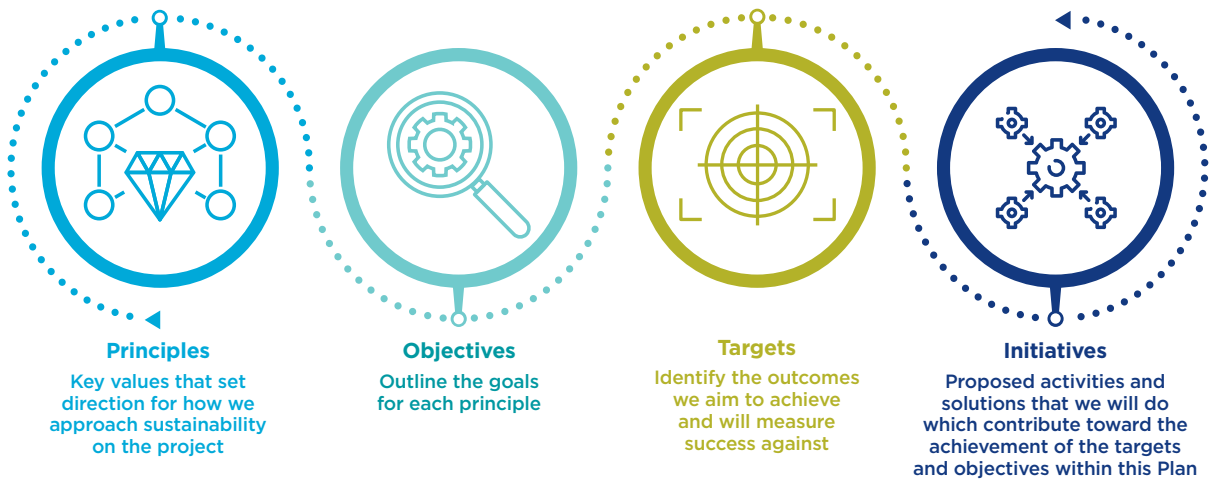 Principles
Key values that set
direction for how we
approach sustainability
on the project
Objectives
Outline the goals
for each principle
Targets
Identify the outcomes
we aim to achieve
and will measure
success against
Initiatives
Proposed activities and
solutions that we will do
which contribute toward the
achievement of the targets
and objectives within this Plan